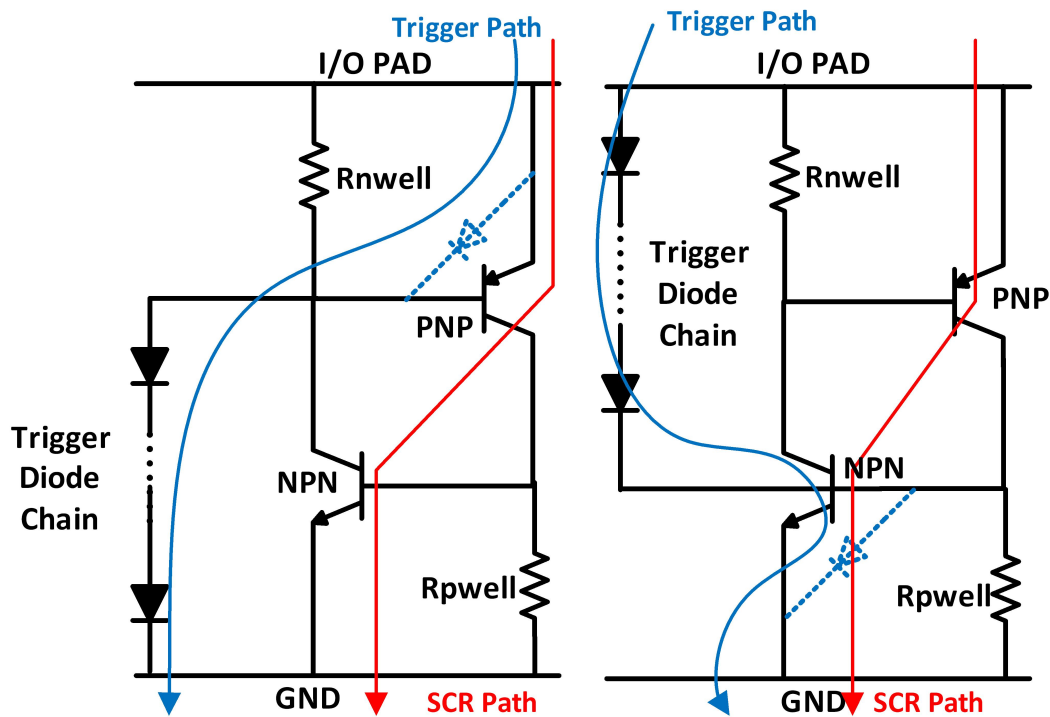 Trigger Path
I/O PAD
Rnwell
PNP
Trigger
Diode
Chain
NPN
Rpwell
GND
SCR Path
Trigger Path
I/O PAD
Rnwell
Trigger
Diode
Chain
PNP
NPN
Rpwell
GND
SCR Path